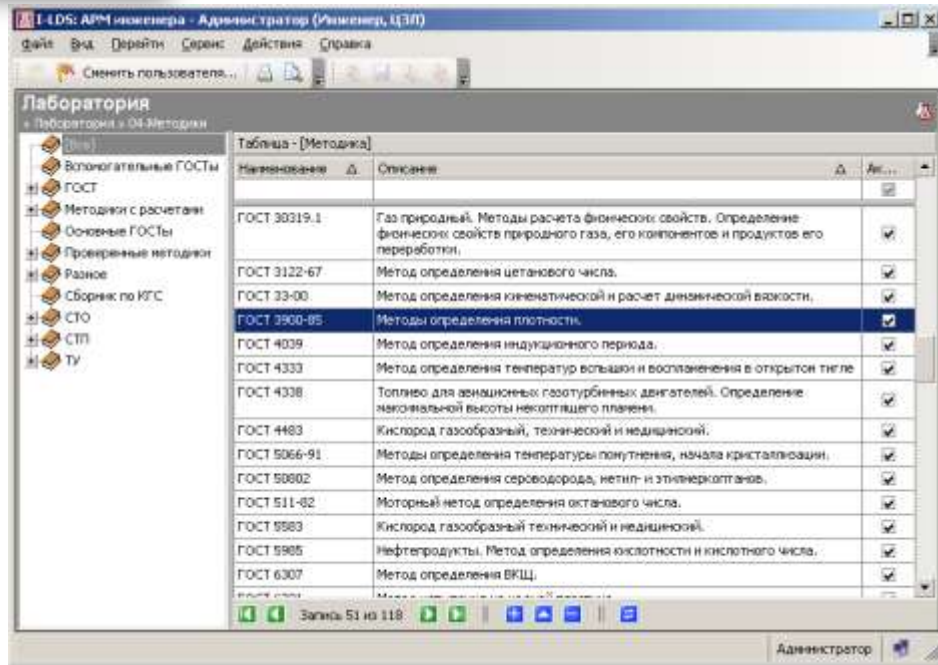 I-LDS: АРМ инженера - Администратор (Инженер, ЦЗЛ)
Файл Вид Перейти Сервис Действия Справка
Сменить пользователя...
Лаборатория
» Лаборатория » 04-Методики
[Все]
Вспомогательные ГОСТы
ГОСТ
Методики с расчетами
Основные ГОСТы
Проверенные методики
Разное
Сборник по КГС
СТО
СТП
ТУ
Таблица - [Методика]
Наименование Описание Ак...
ГОСТ 30319.1 Газ природный. Методы расчета физических свойств. Определение
физических свойств природного газа, его компонентов и продуктов его
переработки.
ГОСТ 3122-67 Метод определения цетанового числа.
ГОСТ 33-00 Метод определения кинематической и расчет динамической вязкости.
ГОСТ 3900-85 Методы определения плотности.
ГОСТ 4039 Метод определения индукционного периода.
ГОСТ 4333 Метод определения температур вспышки и воспламенения в открытом тигле
ГОСТ 4338 Топливо для авиационных газотурбинных двигателей. Определение
максимальной высоты некоптящего пламени.
ГОСТ 4483 Кислород газообразный, технический и медицинский.
ГОСТ 5066-91 Методы определения температуры помутнения, начала кристаллизации.
ГОСТ 50802 Метод определения сероводорода, метил- и этилмеркоптанов.
ГОСТ 511-82 Моторный метод определения октанового числа.
ГОСТ 5583 Кислород газообразный технический и медицинский.
ГОСТ 5985 Нефтепродукты. Метод определения кислотности и кислотного числа.
ГОСТ 6307 Метод определения ВКЩ.
Запись 51 из 118
Администратор